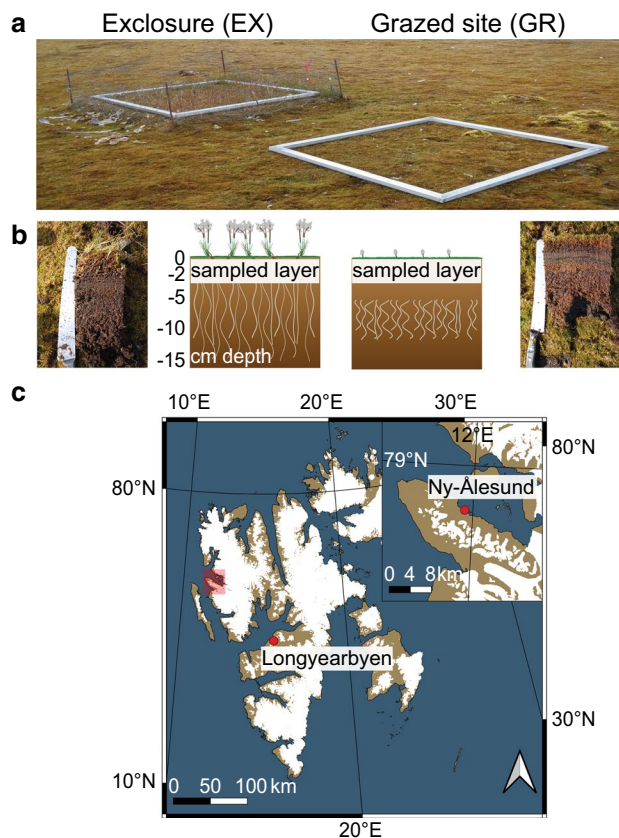 a Exclosure (EX) Grazed site (GR)
b
0
-2
-5
-10
-15
sampled layer
cm depth
sampled layer
c
10°E
20°E
30°E
80°N
12°E
79°N
Ny-Ålesund
0 4 8km
80°N
Longyearbyen
30°N
10°N
0 50 100 km
20°E